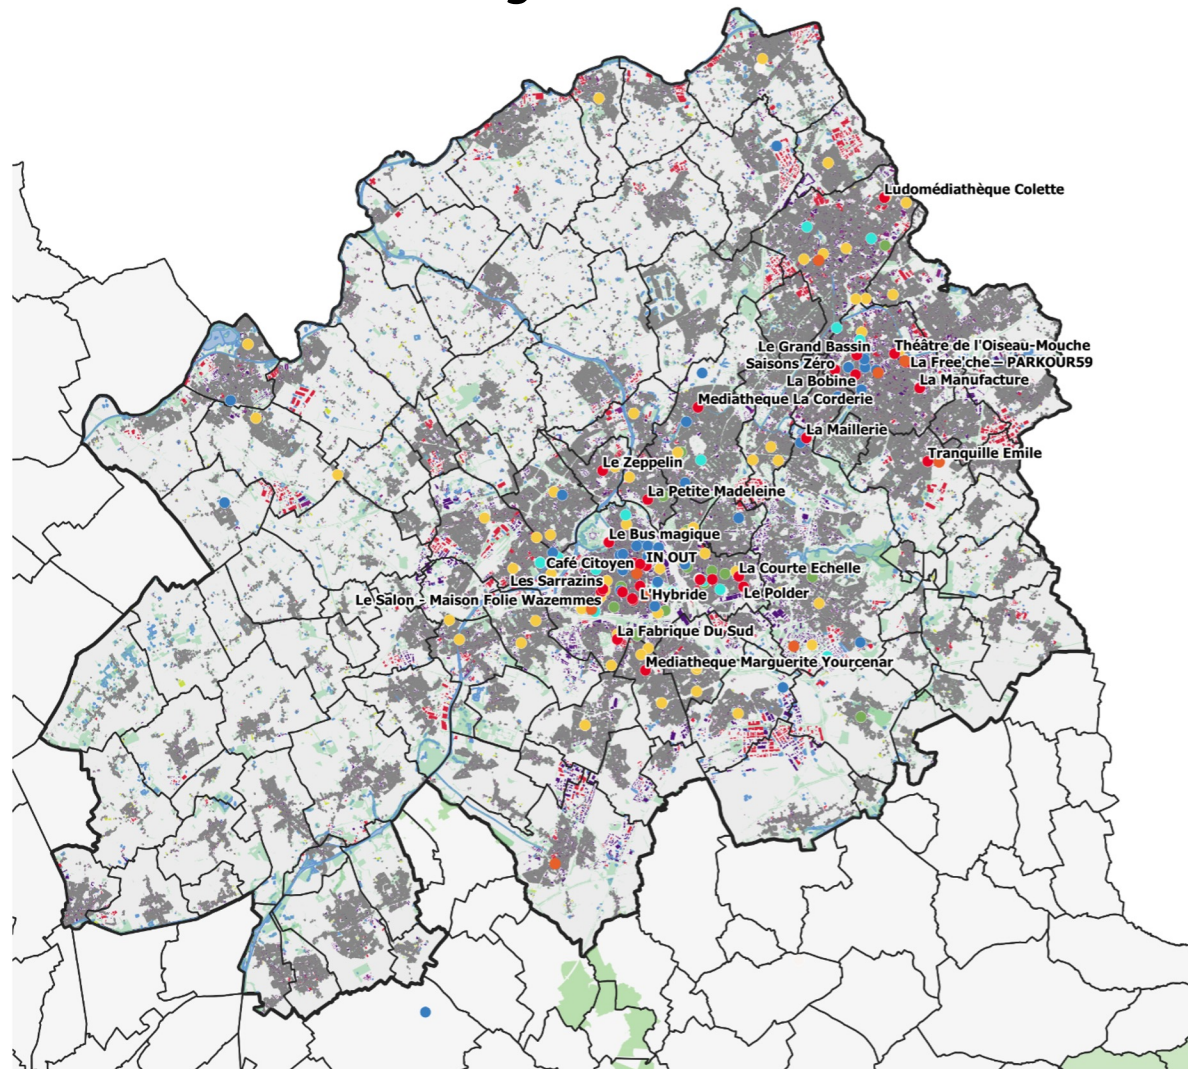 Ludomédiathèque Colette
Le Grand Bassin
Théâtre de l'Oiseau-Mouche
Saisons Zéro
La Free'che – PARKOUR59
La Bobine
La Manufacture
Mediatheque La Corderie
La Maillerie
Tranquille Emile
Le Zeppelin
La Petite Madeleine
Le Bus magique
IN OUT
Café Citoyen
La Courte Echelle
Les Sarrazins
L'Hybride
Le Polder
Le Salon - Maison Folie Wazemmes
La Fabrique Du Sud
Mediatheque Marguerite Yourcenar